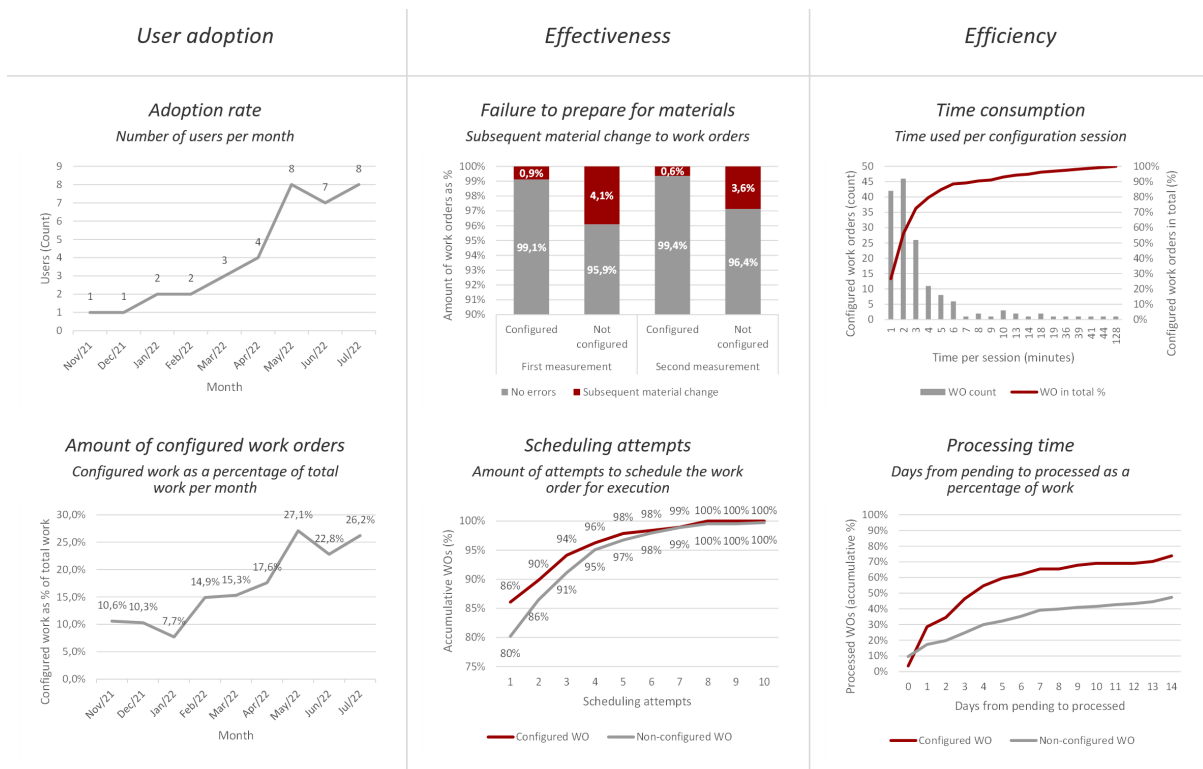 User adoption
Effectiveness
Efficiency
Adoption rate
Number of users per month
Users (Count)
9
8
7
6
5
4
3
2
1
0
1
1
2
2
3
4
8
7
8
Nov/21
Dec/21
Jan/22
Feb/22
Mar/22
Apr/22
May/22
Jun/22
Jul/22
Month
Failure to prepare for materials
Subsequent material change to work orders
Amount of work orders as %
100%
99%
98%
97%
96%
95%
94%
93%
92%
91%
90%
0,9%
4,1%
0,6%
3,6%
99,1%
95,9%
99,4%
96,4%
Configured
Not
configured
Configured
Not
configured
First measurement
Second measurement
No errors
Subsequent material change
Time consumption
Time used per configuration session
Configured work orders (count)
50
45
40
35
30
25
20
15
10
5
0
100%
90%
80%
70%
60%
50%
40%
30%
20%
10%
0%
Configured work orders in total (%)
1
2
3
4
5
6
7
8
9
10
13
14
18
19
36
39
41
44
128
Time per session (minutes)
WO count
WO in total %
Amount of configured work orders
Configured work as a percentage of total
work per month
Configured work as % of total work
30,0%
25,0%
20,0%
15,0%
10,0%
5,0%
0,0%
10,6%
10,3%
7,7%
14,9%
15,3%
17,6%
27,1%
22,8%
26,2%
Nov/21
Dec/21
Jan/22
Feb/22
Mar/22
Apr/22
May/22
Jun/22
Jul/22
Month
Scheduling attempts
Amount of attempts to schedule the work
order for execution
Accumulative WOs (%)
100%
95%
90%
85%
80%
75%
86%
90%
94%
96%
98%
98%
99%
100%
100%
100%
80%
86%
91%
95%
97%
98%
99%
100%
100%
100%
1
2
3
4
5
6
7
8
9
10
Scheduling attempts
Configured WO
Non-configured WO
Processing time
Days from pending to processed as a
percentage of work
Processed WOs (accumulative %)
100%
90%
80%
70%
60%
50%
40%
30%
20%
10%
0%
0
1
2
3
4
5
6
7
8
9
10
11
12
13
14
Days from pending to processed
Configured WO
Non-configured WO